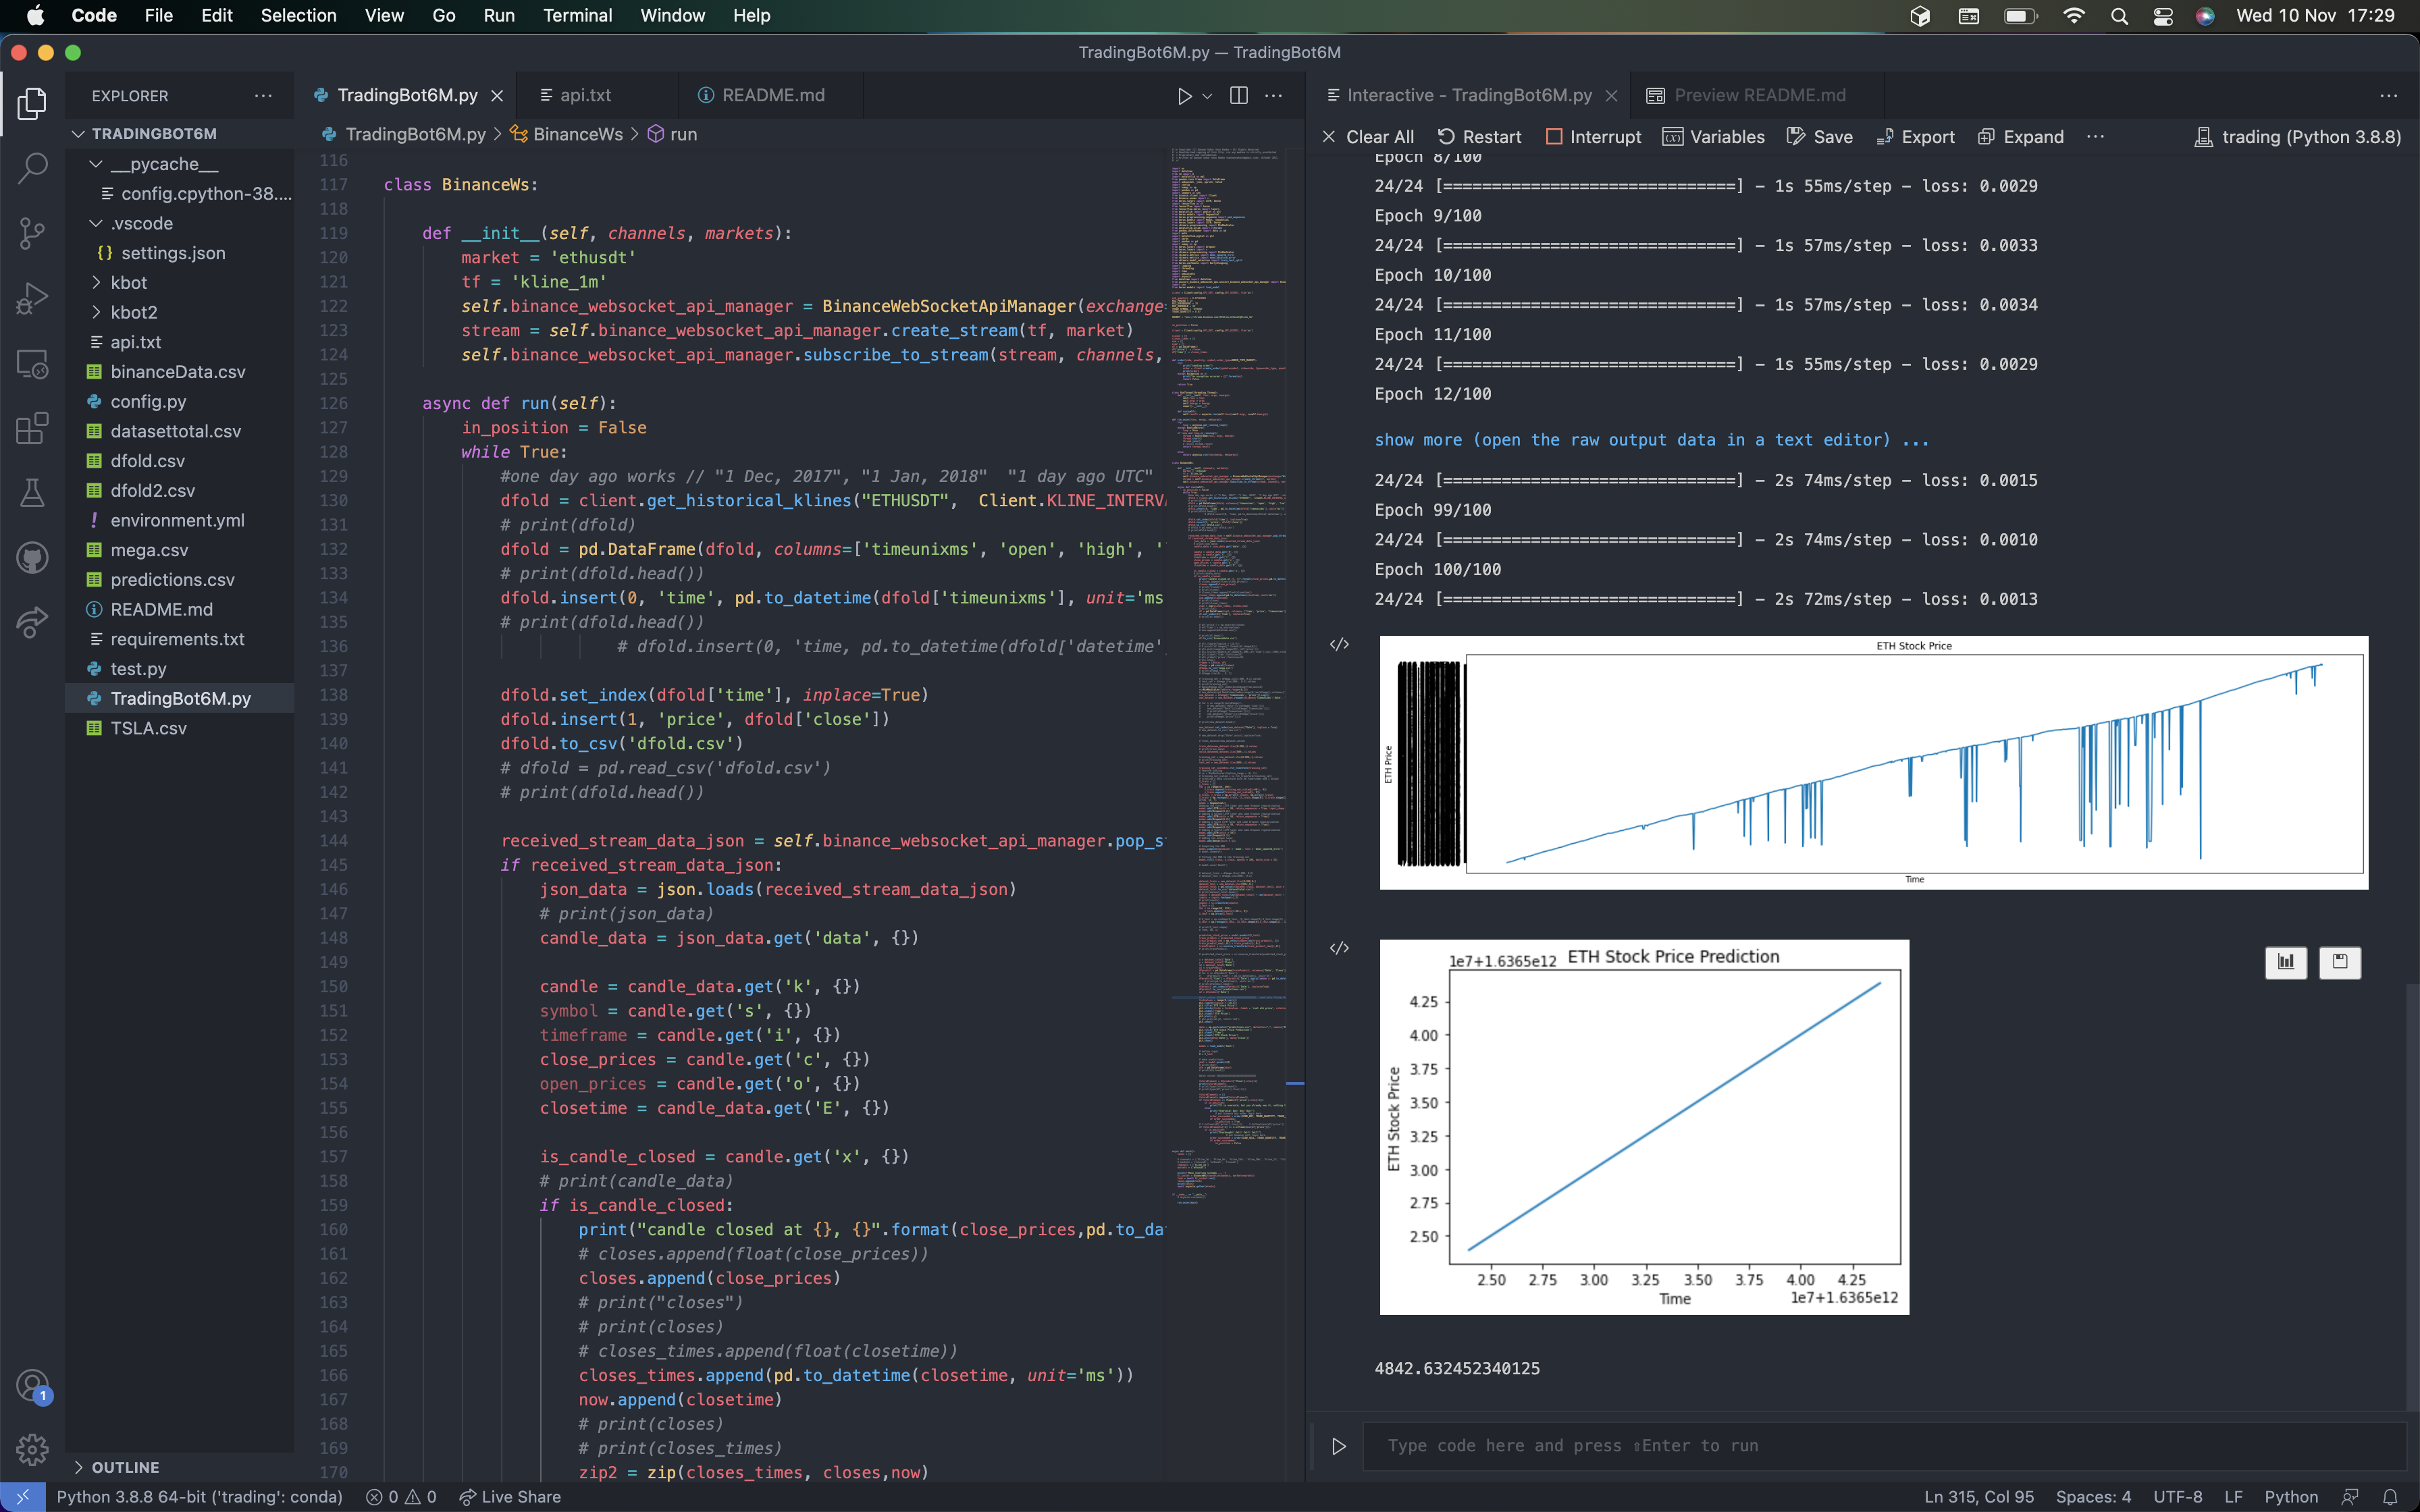 Code File Edit Selection View Go Run Terminal Window Help
Wed 10 Nov 17:29
TradingBot6M.py — TradingBot6M
EXPLORER
TRADINGBOT6M
__pycache__
config.cpython-38....
.vscode
{} settings.json
kbot
kbot2
api.txt
binanceData.csv
config.py
datasettotal.csv
dfold.csv
dfold2.csv
! environment.yml
mega.csv
predictions.csv
README.md
requirements.txt
test.py
TradingBot6M.py
TSLA.csv
OUTLINE
1
TradingBot6M.py api.txt README.md
TradingBot6M.py > BinanceWs > run
116
117 class BinanceWs:
118
119 def __init__(self, channels, markets):
120 market = 'ethusdt'
121 tf = 'kline_1m'
122 self.binance_websocket_api_manager = BinanceWebSocketApiManager(exchange=
123 stream = self.binance_websocket_api_manager.create_stream(tf, market)
124 self.binance_websocket_api_manager.subscribe_to_stream(stream, channels,
125
126 async def run(self):
127 in_position = False
128 while True:
129 #one day ago works // "1 Dec, 2017", "1 Jan, 2018"  "1 day ago UTC"
130 dfold = client.get_historical_klines("ETHUSDT",  Client.KLINE_INTERVA
131 # print(dfold)
132 dfold = pd.DataFrame(dfold, columns=['timeunixms', 'open', 'high', '
133 # print(dfold.head())
134 dfold.insert(0, 'time', pd.to_datetime(dfold['timeunixms'], unit='ms
135 # print(dfold.head())
136 # dfold.insert(0, 'time, pd.to_datetime(dfold['datetime'
137
138 dfold.set_index(dfold['time'], inplace=True)
139 dfold.insert(1, 'price', dfold['close'])
140 dfold.to_csv('dfold.csv')
141 # dfold = pd.read_csv('dfold.csv')
142 # print(dfold.head())
143
144 received_stream_data_json = self.binance_websocket_api_manager.pop_s
145 if received_stream_data_json:
146 json_data = json.loads(received_stream_data_json)
147 # print(json_data)
148 candle_data = json_data.get('data', {})
149
150 candle = candle_data.get('k', {})
151 symbol = candle.get('s', {})
152 timeframe = candle.get('i', {})
153 close_prices = candle.get('c', {})
154 open_prices = candle.get('o', {})
155 closetime = candle_data.get('E', {})
156
157 is_candle_closed = candle.get('x', {})
158 # print(candle_data)
159 if is_candle_closed:
160 print("candle closed at {}, {}".format(close_prices,pd.to_da
161 # closes.append(float(close_prices))
162 closes.append(close_prices)
163 # print("closes")
164 # print(closes)
165 # closes_times.append(float(closetime))
166 closes_times.append(pd.to_datetime(closetime, unit='ms'))
167 now.append(closetime)
168 # print(closes)
169 # print(closes_times)
170 zip2 = zip(closes_times, closes,now)
Interactive - TradingBot6M.py Preview README.md
Clear All Restart Interrupt Variables Save Export Expand trading (Python 3.8.8)
Epoch 8/100
24/24 [==============================] - 1s 55ms/step - loss: 0.0029
Epoch 9/100
24/24 [==============================] - 1s 57ms/step - loss: 0.0033
Epoch 10/100
24/24 [==============================] - 1s 57ms/step - loss: 0.0034
Epoch 11/100
24/24 [==============================] - 1s 55ms/step - loss: 0.0029
Epoch 12/100
show more (open the raw output data in a text editor) ...
24/24 [==============================] - 2s 74ms/step - loss: 0.0015
Epoch 99/100
24/24 [==============================] - 2s 74ms/step - loss: 0.0010
Epoch 100/100
24/24 [==============================] - 2s 72ms/step - loss: 0.0013
ETH Stock Price
ETH Price
Time
1e7+1.6365e12 ETH Stock Price Prediction
ETH Stock Price
4.25
4.00
3.75
3.50
3.25
3.00
2.75
2.50
2.50 2.75 3.00 3.25 3.50 3.75 4.00 4.25
Time
1e7+1.6365e12
4842.632452340125
Type code here and press ⇧Enter to run
Python 3.8.8 64-bit ('trading': conda) 0 0 Live Share
Ln 315, Col 95 Spaces: 4 UTF-8 LF Python